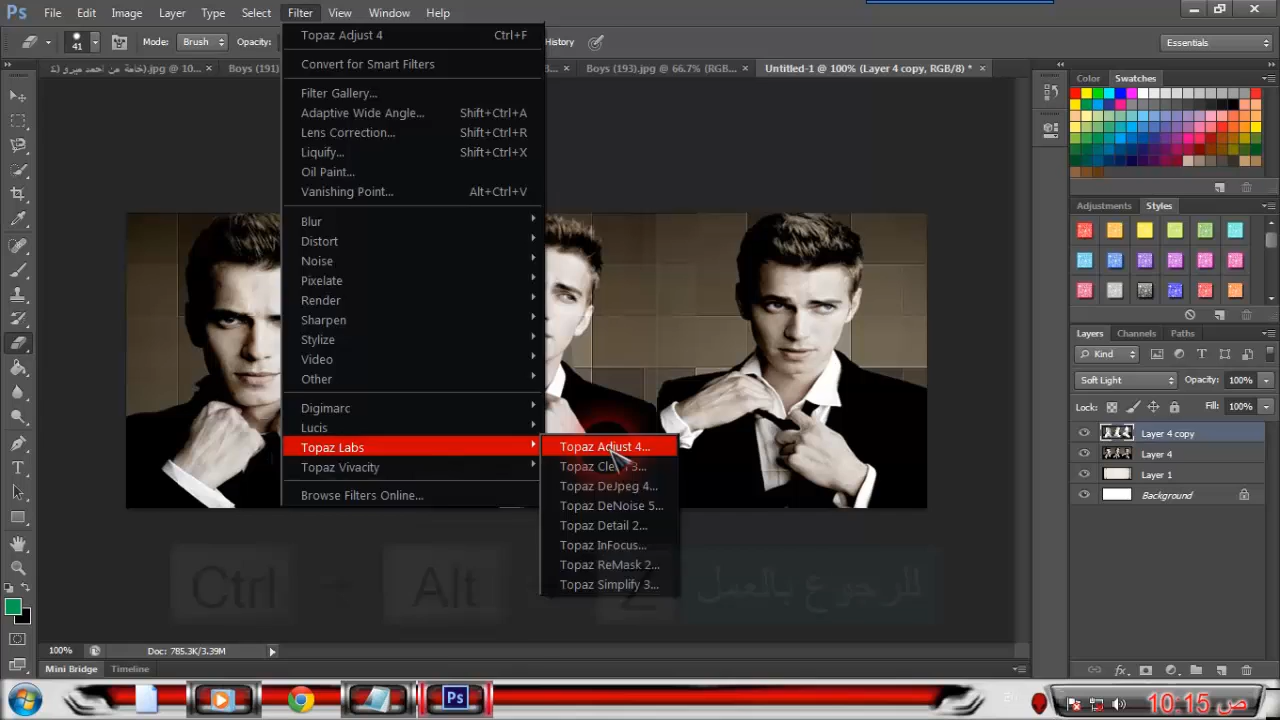 Ps File Edit Image Layer Type Select Filter View Window Help
41 Mode: Brush Opacity: History Essentials
(خامة من احمد ميرو (ذ).jpg @ 10... × Boys (191) 3... × Boys (193).jpg @ 66.7% (RGB... × Untitled-1 @ 100% (Layer 4 copy, RGB/8) * ×
Topaz Adjust 4 Ctrl+F
Convert for Smart Filters
Filter Gallery...
Adaptive Wide Angle... Shift+Ctrl+A
Lens Correction... Shift+Ctrl+R
Liquify... Shift+Ctrl+X
Oil Paint...
Vanishing Point... Alt+Ctrl+V
Blur
Distort
Noise
Pixelate
Render
Sharpen
Stylize
Video
Other
Digimarc
Lucis
Topaz Labs
Topaz Vivacity
Browse Filters Online...
Topaz Adjust 4...
Topaz Clean 3...
Topaz DeJpeg 4...
Topaz DeNoise 5...
Topaz Detail 2...
Topaz InFocus...
Topaz ReMask 2...
Topaz Simplify 3...
Color Swatches
Adjustments Styles
Layers Channels Paths
Kind
Soft Light Opacity: 100%
Lock: Fill: 100%
Layer 4 copy
Layer 4
Layer 1
Background
Ctrl - Alt Z للرجوع بالعمل
100% Doc: 785.3K/3.39M
Mini Bridge Timeline
Ps
10:15 ص